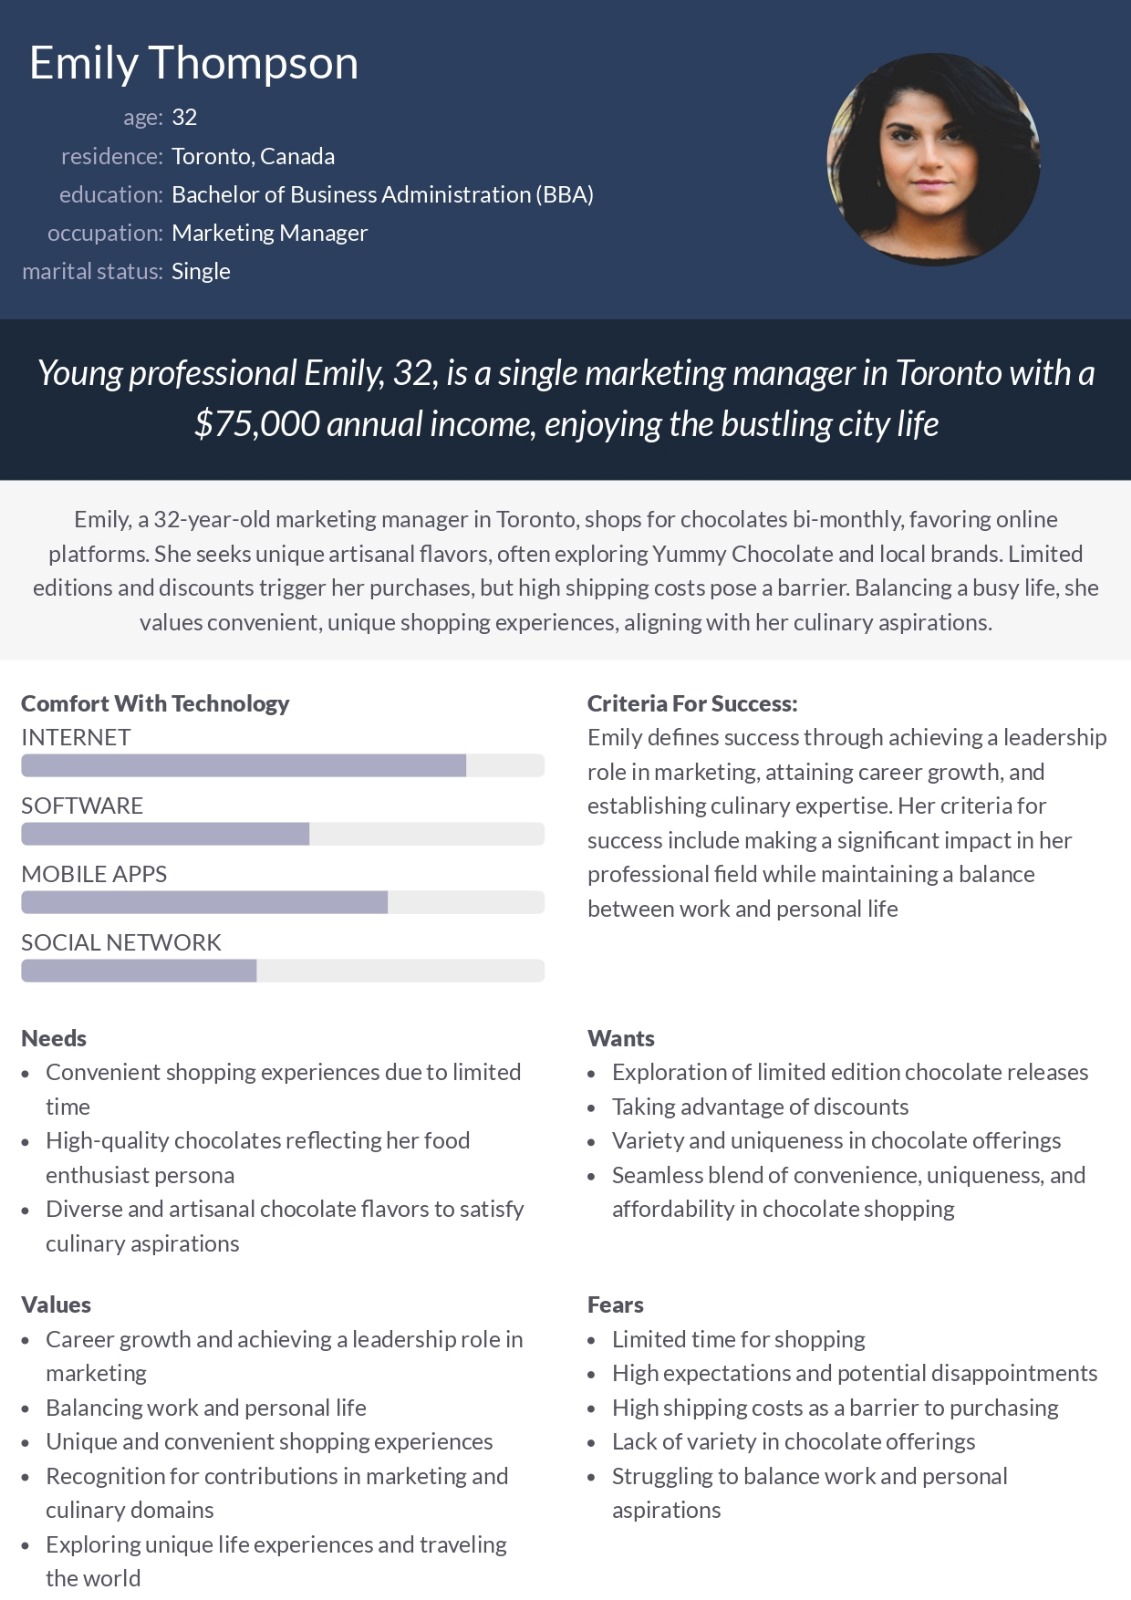 Emily Thompson
age: 32
residence: Toronto, Canada
education: Bachelor of Business Administration (BBA)
occupation: Marketing Manager
marital status: Single
Young professional Emily, 32, is a single marketing manager in Toronto with a
$75,000 annual income, enjoying the bustling city life
Emily, a 32-year-old marketing manager in Toronto, shops for chocolates bi-monthly, favoring online
platforms. She seeks unique artisanal flavors, often exploring Yummy Chocolate and local brands. Limited
editions and discounts trigger her purchases, but high shipping costs pose a barrier. Balancing a busy life, she
values convenient, unique shopping experiences, aligning with her culinary aspirations.
Comfort With Technology
INTERNET
SOFTWARE
MOBILE APPS
SOCIAL NETWORK
Criteria For Success:
Emily defines success through achieving a leadership
role in marketing, attaining career growth, and
establishing culinary expertise. Her criteria for
success include making a significant impact in her
professional field while maintaining a balance
between work and personal life
Needs
• Convenient shopping experiences due to limited
time
• High-quality chocolates reflecting her food
enthusiast persona
• Diverse and artisanal chocolate flavors to satisfy
culinary aspirations
Wants
• Exploration of limited edition chocolate releases
• Taking advantage of discounts
• Variety and uniqueness in chocolate offerings
• Seamless blend of convenience, uniqueness, and
affordability in chocolate shopping
Values
• Career growth and achieving a leadership role in
marketing
• Balancing work and personal life
• Unique and convenient shopping experiences
• Recognition for contributions in marketing and
culinary domains
• Exploring unique life experiences and traveling
the world
Fears
• Limited time for shopping
• High expectations and potential disappointments
• High shipping costs as a barrier to purchasing
• Lack of variety in chocolate offerings
• Struggling to balance work and personal
aspirations